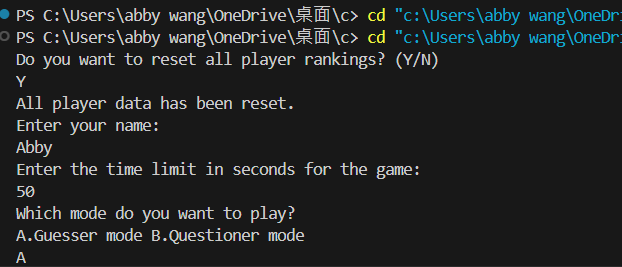 PS C:\Users\abby wang\OneDrive\桌面\c> cd "c:\Users\abby wang\OneDri
PS C:\Users\abby wang\OneDrive\桌面\c> cd "c:\Users\abby wang\OneDri
Do you want to reset all player rankings? (Y/N)
Y
All player data has been reset.
Enter your name:
Abby
Enter the time limit in seconds for the game:
50
Which mode do you want to play?
A.Guesser mode B.Questioner mode
A